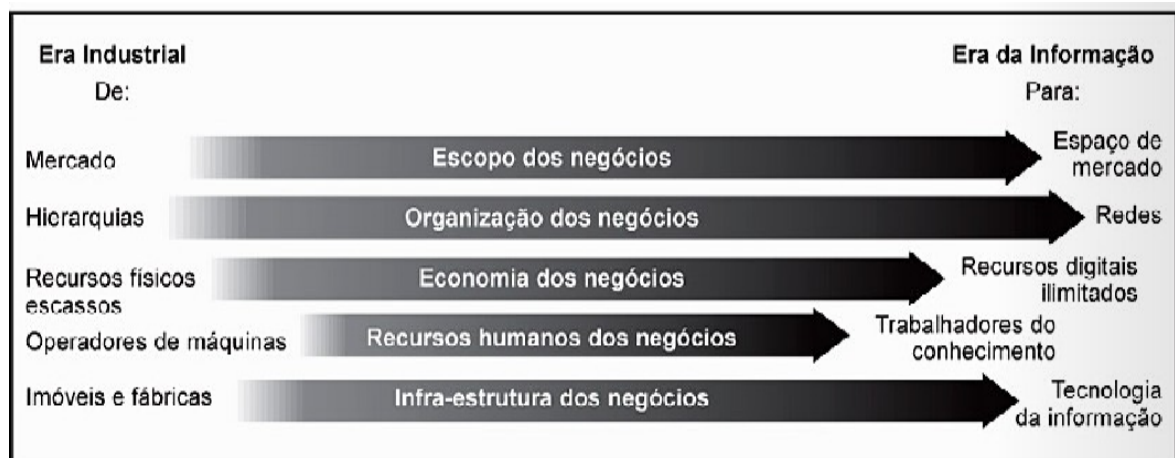 Era Industrial
De:
Era da Informação
Para:
Mercado
Escopo dos negócios
Espaço de
mercado
Hierarquias
Organização dos negócios
Redes
Recursos físicos
escassos
Economia dos negócios
Recursos digitais
ilimitados
Operadores de máquinas
Recursos humanos dos negócios
Trabalhadores do
conhecimento
Imóveis e fábricas
Infra-estrutura dos negócios
Tecnologia
da informação